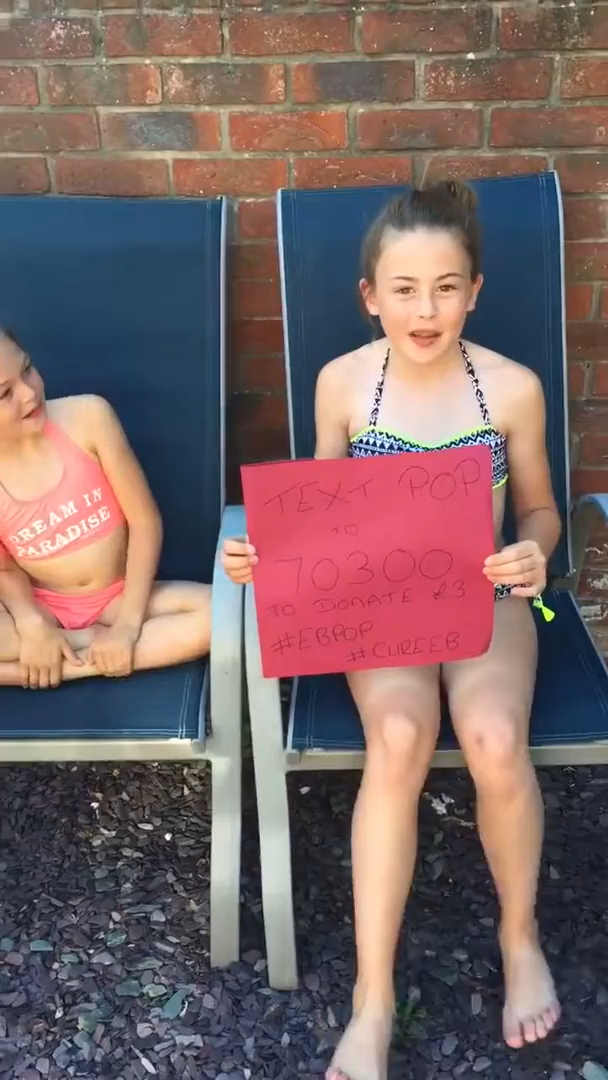 DREAM IN
PARADISE
TEXT POP
TO
70300
TO DONATE £3
#EBPOP
#CUREEB